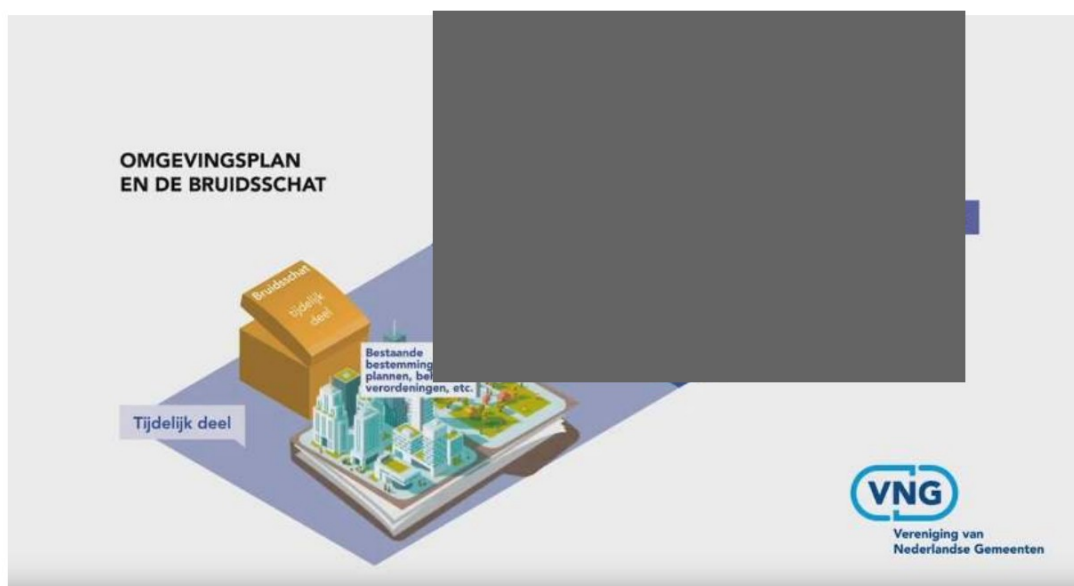 OMGEVINGSPLAN
EN DE BRUIDSSCHAT
Bruidsschat
tijdelijk
deel
Bestaande
bestemming
plannen,
verordeningen, etc.
Tijdelijk deel
VNG
Vereniging van
Nederlandse Gemeenten